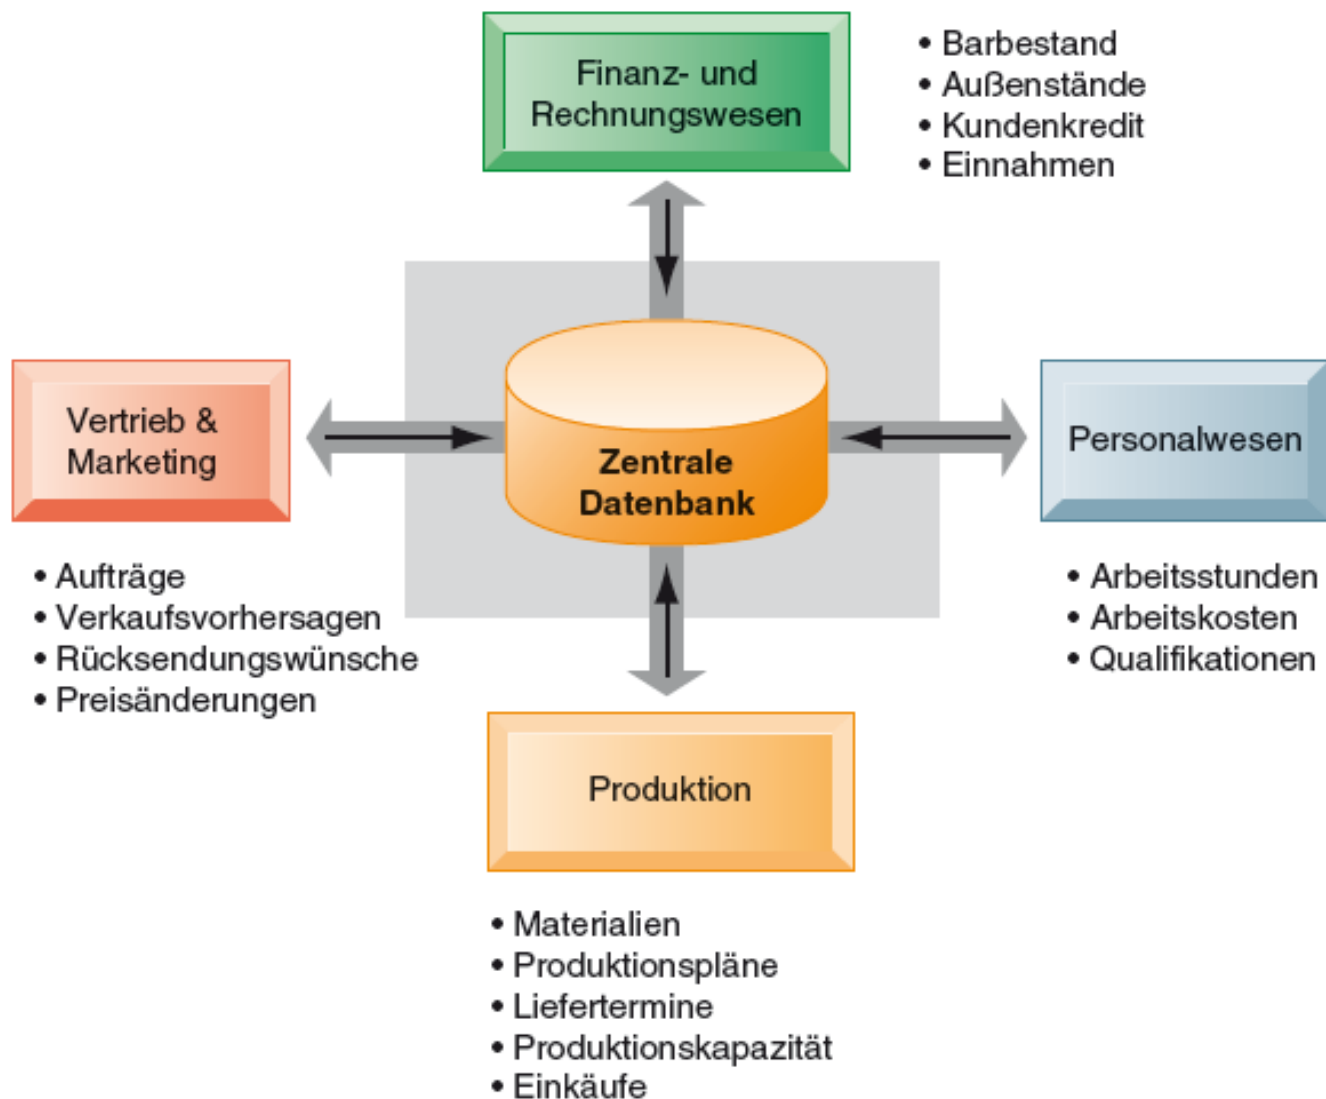 Finanz- und
Rechnungswesen
• Barbestand
• Außenstände
• Kundenkredit
• Einnahmen
Vertrieb &
Marketing
• Aufträge
• Verkaufsvorhersagen
• Rücksendungswünsche
• Preisänderungen
Zentrale
Datenbank
Personalwesen
• Arbeitsstunden
• Arbeitskosten
• Qualifikationen
Produktion
• Materialien
• Produktionspläne
• Liefertermine
• Produktionskapazität
• Einkäufe